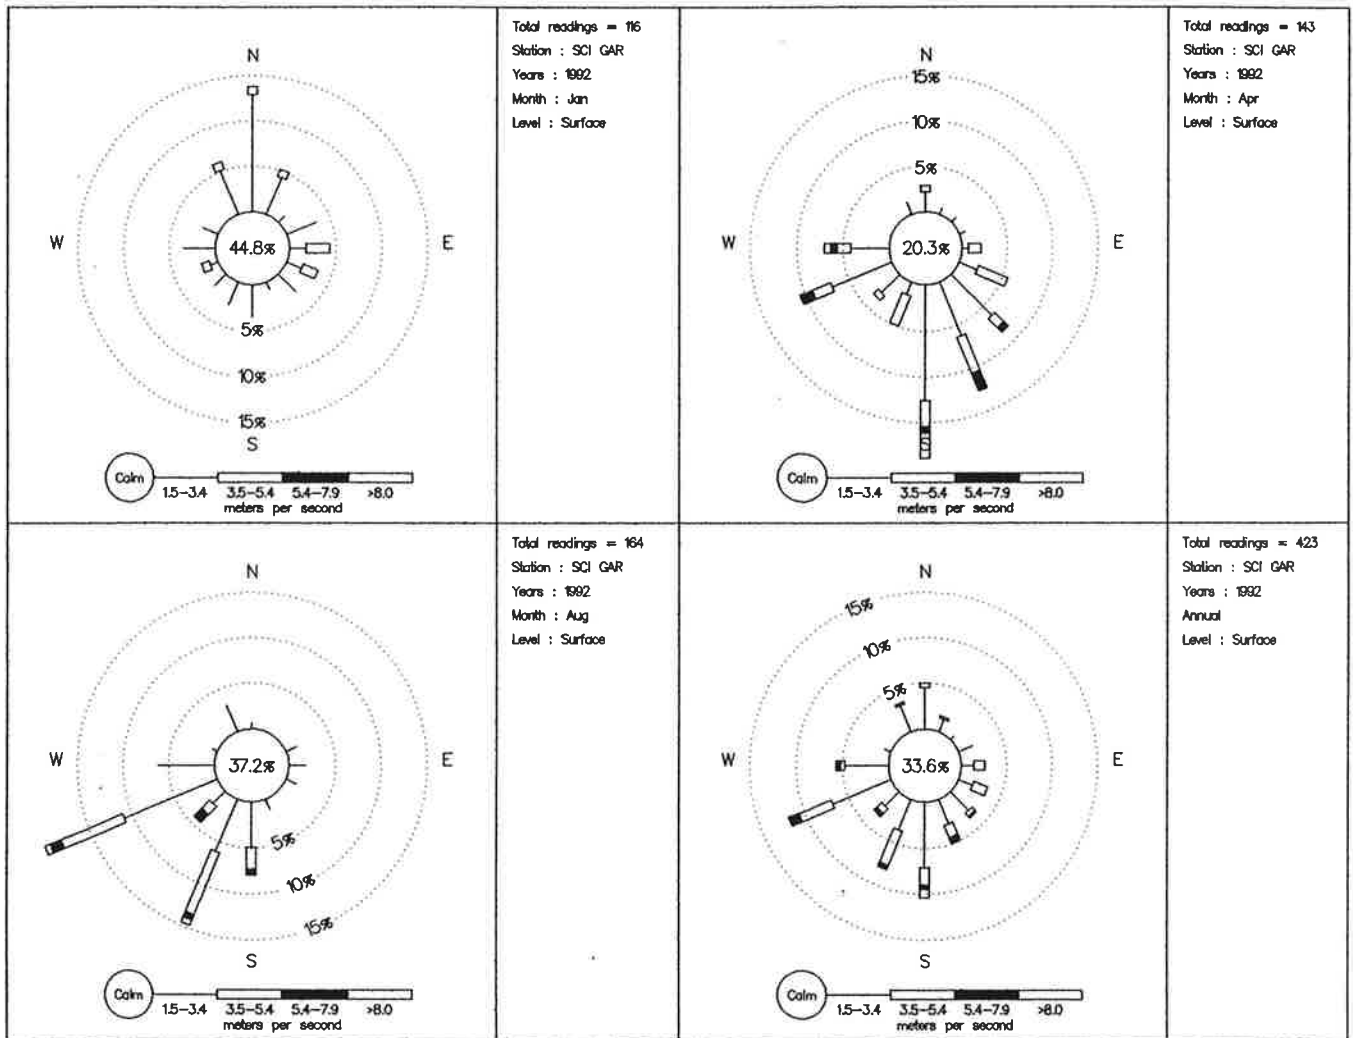 N
W
E
44.8%
5%
10%
15%
S
Calm
1.5–3.4 3.5–5.4 5.4–7.9 >8.0
meters per second
Total readings = 116
Station : SCI GAR
Years : 1992
Month : Jan
Level : Surface
N
15%
10%
5%
W
E
20.3%
S
Calm
1.5–3.4 3.5–5.4 5.4–7.9 >8.0
meters per second
Total readings = 143
Station : SCI GAR
Years : 1992
Month : Apr
Level : Surface
N
W
E
37.2%
5%
10%
15%
S
Calm
1.5–3.4 3.5–5.4 5.4–7.9 >8.0
meters per second
Total readings = 164
Station : SCI GAR
Years : 1992
Month : Aug
Level : Surface
N
15%
10%
5%
W
E
33.6%
S
Calm
1.5–3.4 3.5–5.4 5.4–7.9 >8.0
meters per second
Total readings = 423
Station : SCI GAR
Years : 1992
Annual
Level : Surface